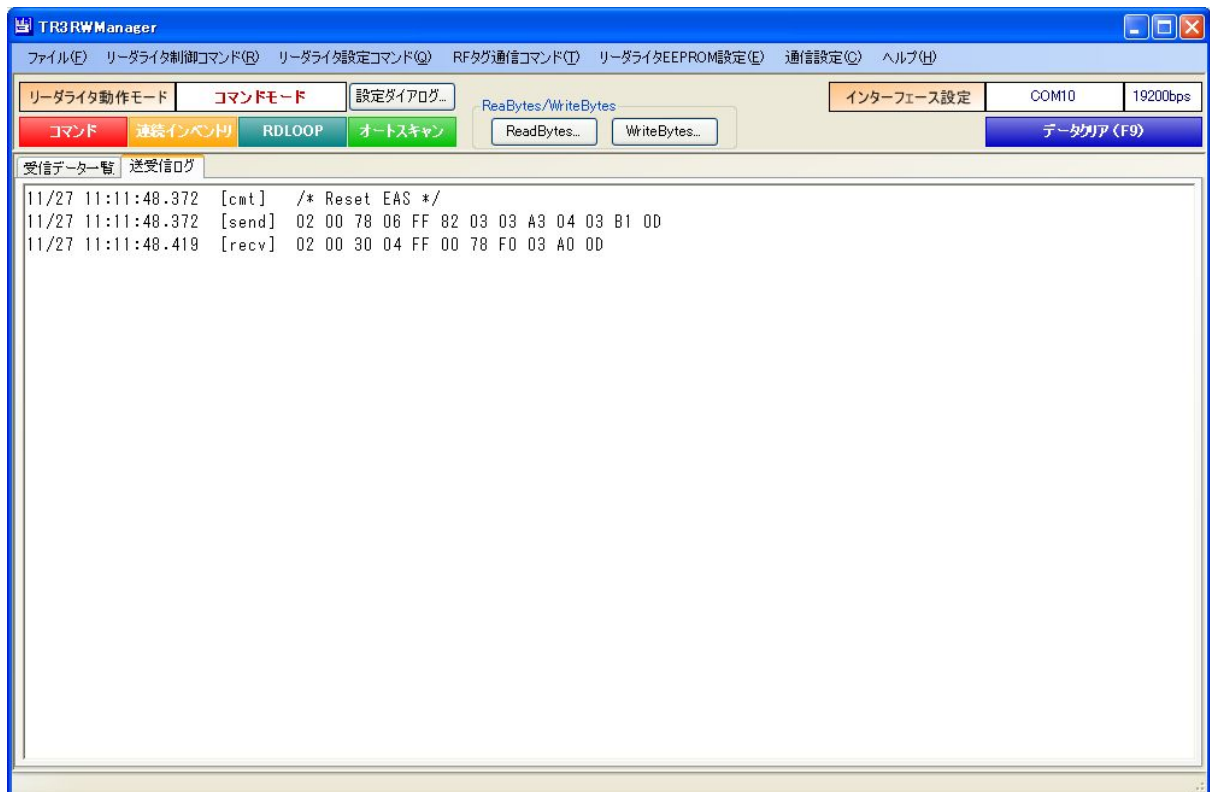 TR3RWManager
ファイル(F) リーダライタ制御コマンド(R) リーダライタ設定コマンド(Q) RFタグ通信コマンド(T) リーダライタEEPROM設定(E) 通信設定(C) ヘルプ(H)
リーダライタ動作モード コマンドモード 設定ダイアログ... ReaBytes/WriteBytes インターフェース設定 COM10 19200bps
コマンド 連続インベントリ RDLOOP オートスキャン ReadBytes... WriteBytes... データクリア (F9)
受信データ一覧 送受信ログ
11/27 11:11:48.372 [cmt] /* Reset EAS */
11/27 11:11:48.372 [send] 02 00 78 06 FF 82 03 03 A3 04 03 B1 0D
11/27 11:11:48.419 [recv] 02 00 30 04 FF 00 78 F0 03 A0 0D